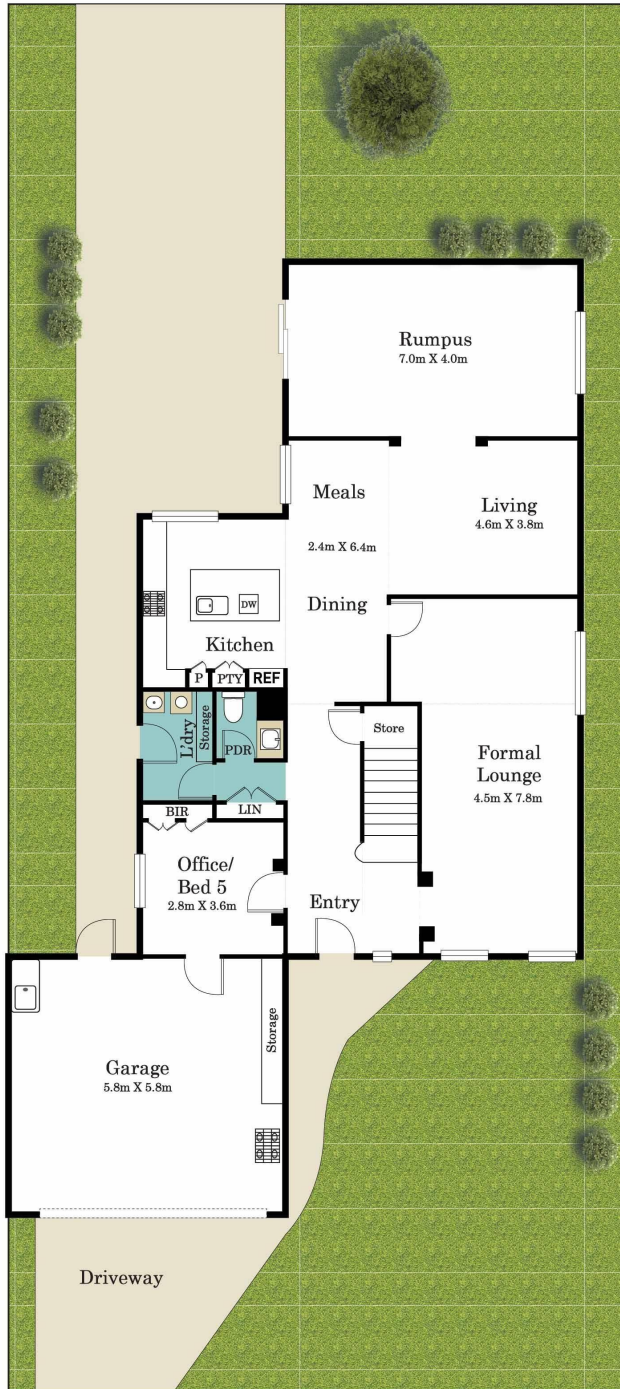 Rumpus
7.0m X 4.0m
Meals
Living
4.6m X 3.8m
2.4m X 6.4m
DW
Dining
Kitchen
P
PTY
REF
L'dry
Storage
PDR
Store
Formal
Lounge
4.5m X 7.8m
BIR
LIN
Office/
Bed 5
2.8m X 3.6m
Entry
Storage
Garage
5.8m X 5.8m
Driveway